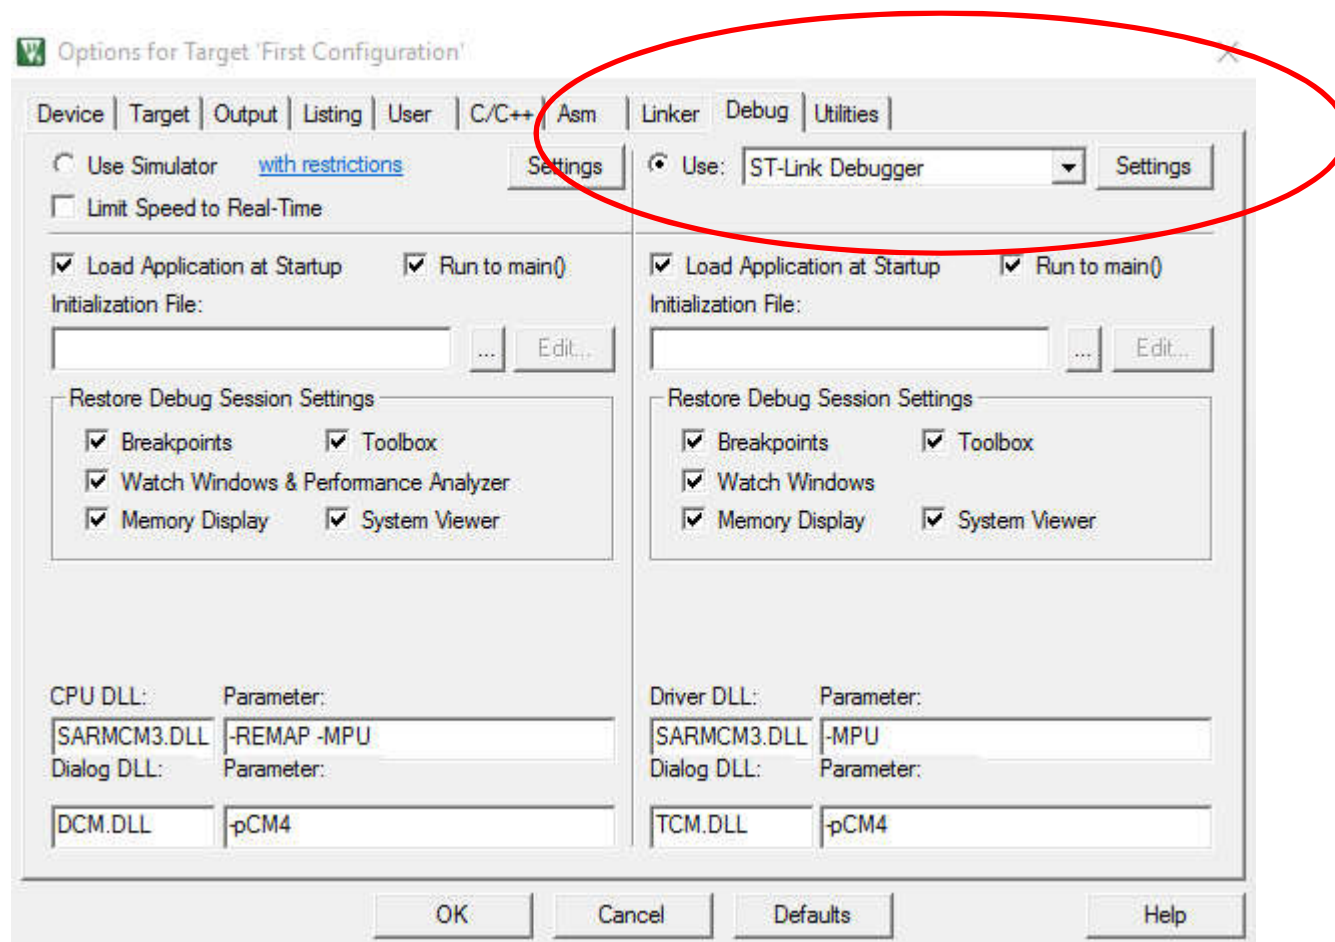 Options for Target 'First Configuration'
Device Target Output Listing User C/C++ Asm Linker Debug Utilities
Use Simulator with restrictions Settings
Limit Speed to Real-Time
Load Application at Startup Run to main()
Initialization File:
... Edit...
Restore Debug Session Settings
Breakpoints Toolbox
Watch Windows & Performance Analyzer
Memory Display System Viewer
CPU DLL: Parameter:
SARMCM3.DLL -REMAP -MPU
Dialog DLL: Parameter:
DCM.DLL -pCM4
Use: ST-Link Debugger Settings
Load Application at Startup Run to main()
Initialization File:
... Edit...
Restore Debug Session Settings
Breakpoints Toolbox
Watch Windows
Memory Display System Viewer
Driver DLL: Parameter:
SARMCM3.DLL -MPU
Dialog DLL: Parameter:
TCM.DLL -pCM4
OK Cancel Defaults Help